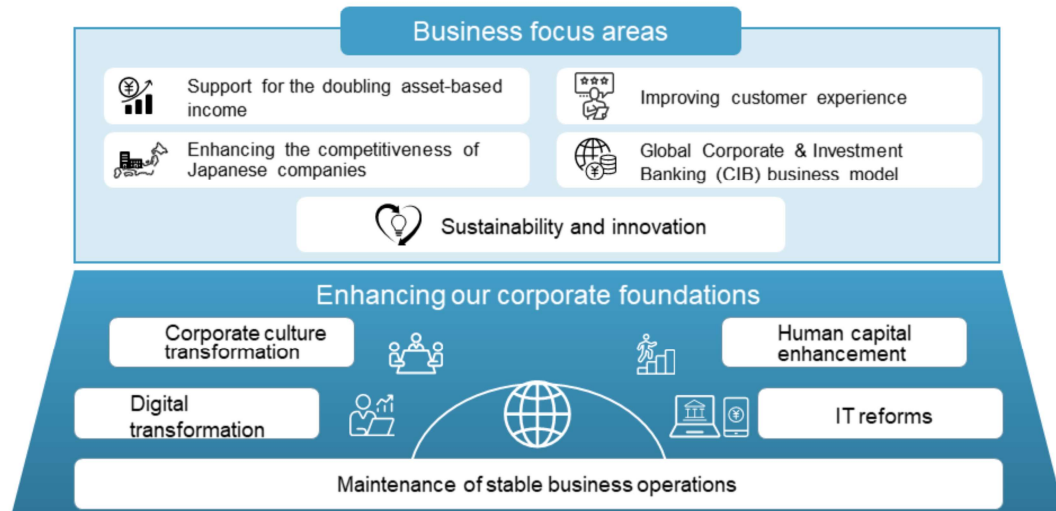 Business focus areas
Support for the doubling asset-based
income
Improving customer experience
Enhancing the competitiveness of
Japanese companies
Global Corporate & Investment
Banking (CIB) business model
Sustainability and innovation
Enhancing our corporate foundations
Corporate culture
transformation
Human capital
enhancement
Digital
transformation
IT reforms
Maintenance of stable business operations